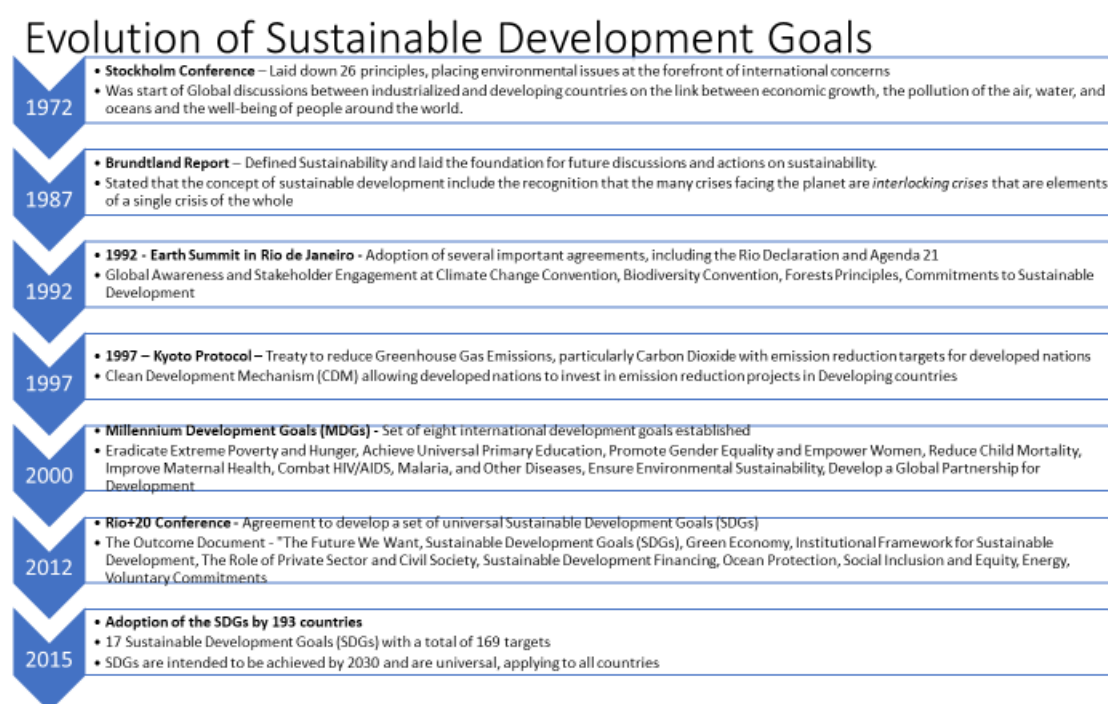 Evolution of Sustainable Development Goals
1972
• Stockholm Conference – Laid down 26 principles, placing environmental issues at the forefront of international concerns
• Was start of Global discussions between industrialized and developing countries on the link between economic growth, the pollution of the air, water, and
oceans and the well-being of people around the world.
1987
• Brundtland Report – Defined Sustainability and laid the foundation for future discussions and actions on sustainability.
• Stated that the concept of sustainable development include the recognition that the many crises facing the planet are interlocking crises that are elements
of a single crisis of the whole
1992
• 1992 - Earth Summit in Rio de Janeiro - Adoption of several important agreements, including the Rio Declaration and Agenda 21
• Global Awareness and Stakeholder Engagement at Climate Change Convention, Biodiversity Convention, Forests Principles, Commitments to Sustainable
Development
1997
• 1997 – Kyoto Protocol – Treaty to reduce Greenhouse Gas Emissions, particularly Carbon Dioxide with emission reduction targets for developed nations
• Clean Development Mechanism (CDM) allowing developed nations to invest in emission reduction projects in Developing countries
2000
• Millennium Development Goals (MDGs) - Set of eight international development goals established
• Eradicate Extreme Poverty and Hunger, Achieve Universal Primary Education, Promote Gender Equality and Empower Women, Reduce Child Mortality,
Improve Maternal Health, Combat HIV/AIDS, Malaria, and Other Diseases, Ensure Environmental Sustainability, Develop a Global Partnership for
Development
2012
• Rio+20 Conference - Agreement to develop a set of universal Sustainable Development Goals (SDGs)
• The Outcome Document - "The Future We Want, Sustainable Development Goals (SDGs), Green Economy, Institutional Framework for Sustainable
Development, The Role of Private Sector and Civil Society, Sustainable Development Financing, Ocean Protection, Social Inclusion and Equity, Energy,
Voluntary Commitments
2015
• Adoption of the SDGs by 193 countries
• 17 Sustainable Development Goals (SDGs) with a total of 169 targets
• SDGs are intended to be achieved by 2030 and are universal, applying to all countries